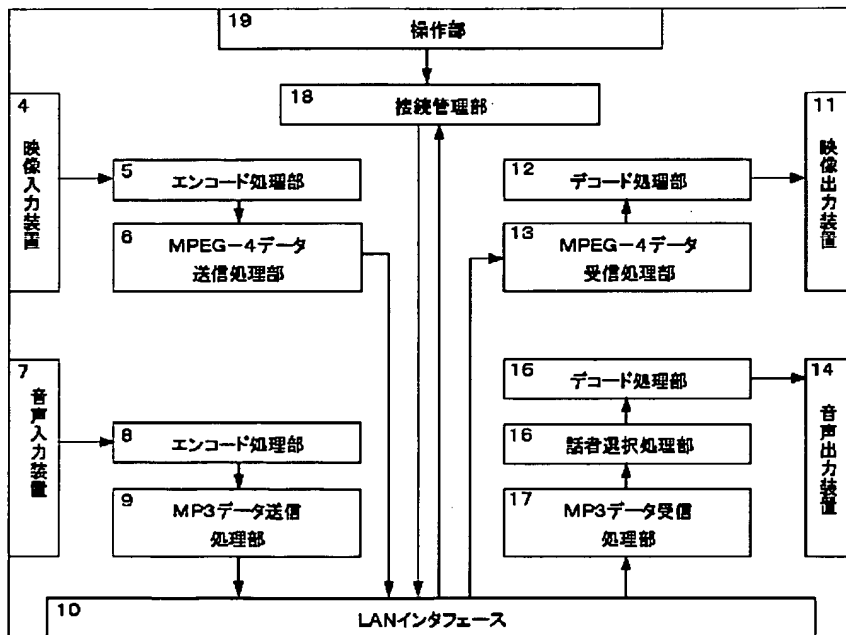 19
操作部
18
接続管理部
4
映像入力装置
5
エンコード処理部
6
MPEG-4データ
送信処理部
11
映像出力装置
12
デコード処理部
13
MPEG-4データ
受信処理部
7
音声入力装置
8
エンコード処理部
9
MP3データ送信
処理部
14
音声出力装置
16
デコード処理部
16
話者選択処理部
17
MP3データ受信
処理部
10
LANインタフェース